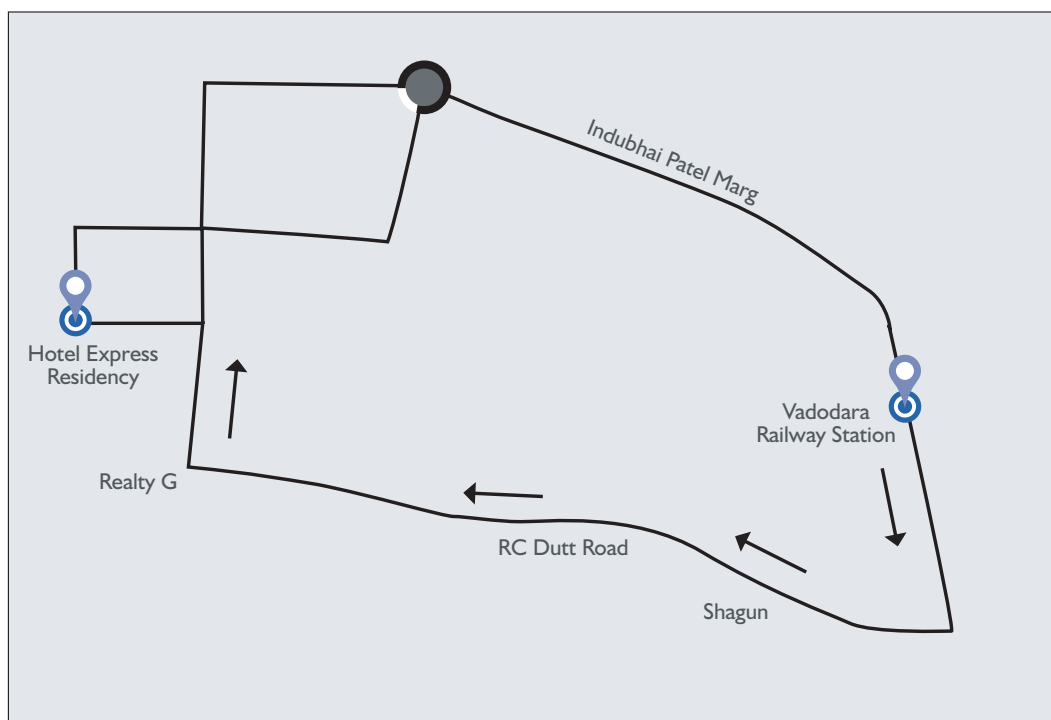 Indubhai Patel Marg
Hotel Express
Residency
Vadodara
Railway Station
Realty G
RC Dutt Road
Shagun